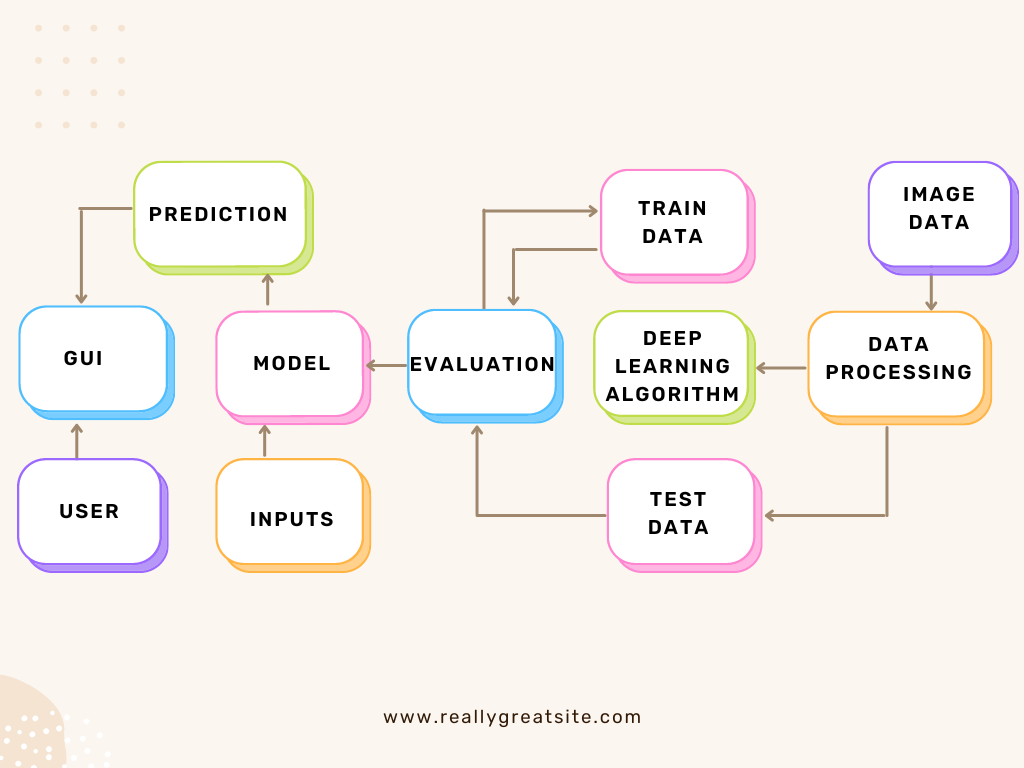 PREDICTION
TRAIN
DATA
IMAGE
DATA
GUI
MODEL
EVALUATION
DEEP
LEARNING
ALGORITHM
DATA
PROCESSING
USER
INPUTS
TEST
DATA
www.reallygreatsite.com